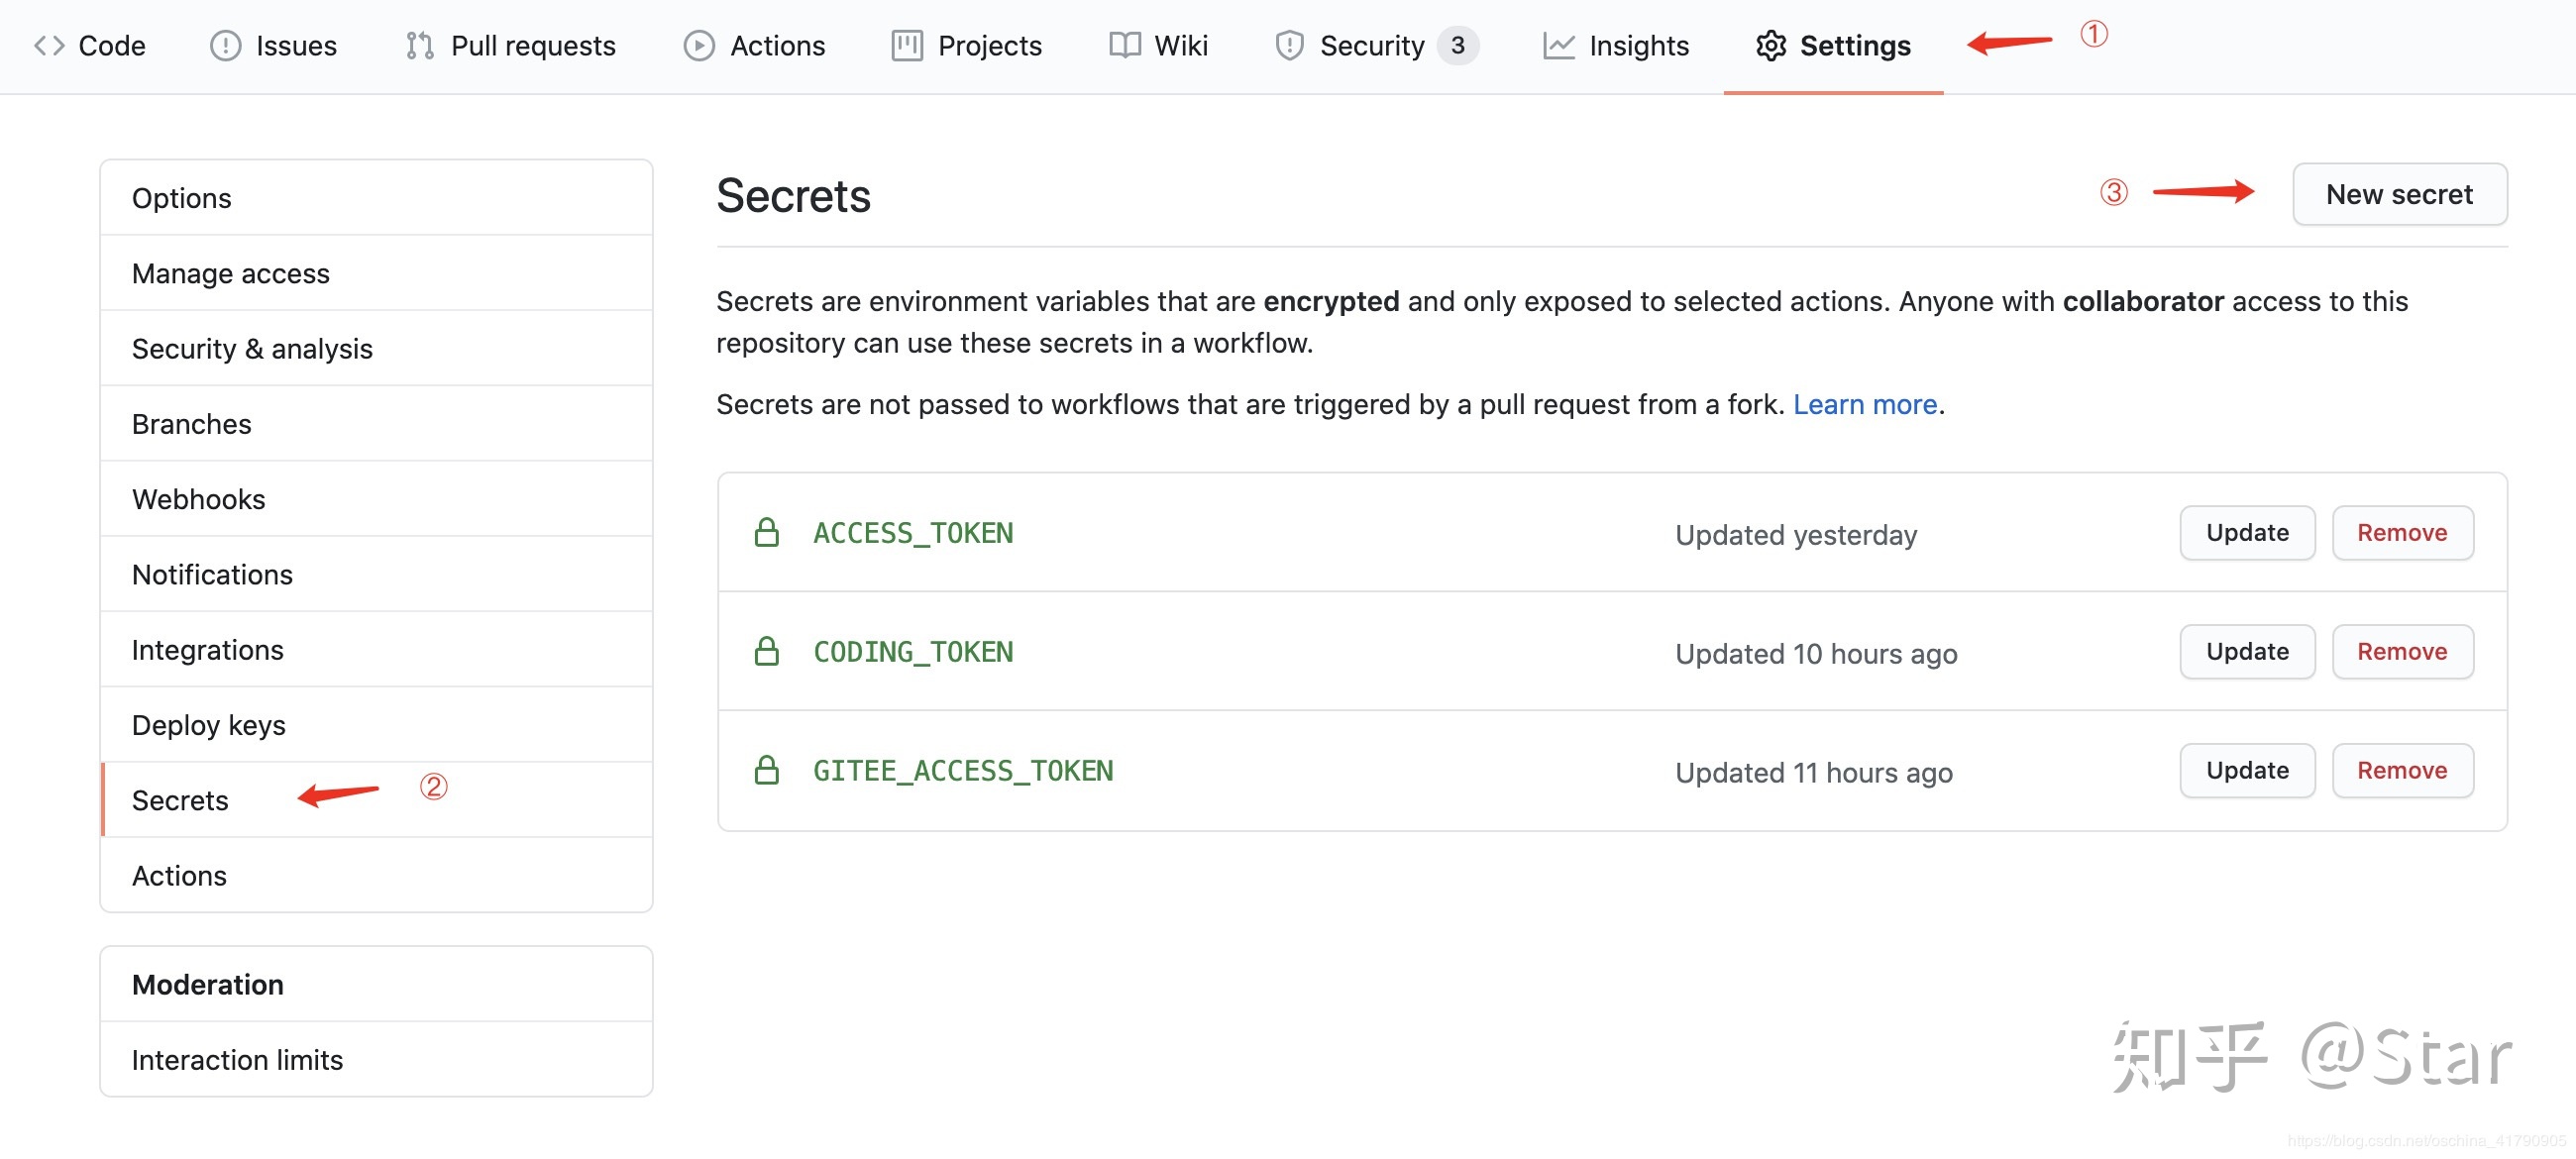 Code Issues Pull requests Actions Projects Wiki Security 3 Insights Settings ①
Options
Manage access
Security & analysis
Branches
Webhooks
Notifications
Integrations
Deploy keys
Secrets ②
Actions
Moderation
Interaction limits
Secrets ③ New secret
Secrets are environment variables that are encrypted and only exposed to selected actions. Anyone with collaborator access to this
repository can use these secrets in a workflow.
Secrets are not passed to workflows that are triggered by a pull request from a fork. Learn more.
ACCESS_TOKEN Updated yesterday Update Remove
CODING_TOKEN Updated 10 hours ago Update Remove
GITEE_ACCESS_TOKEN Updated 11 hours ago Update Remove
知乎 @Star
https://blog.csdn.net/oschina_41790905